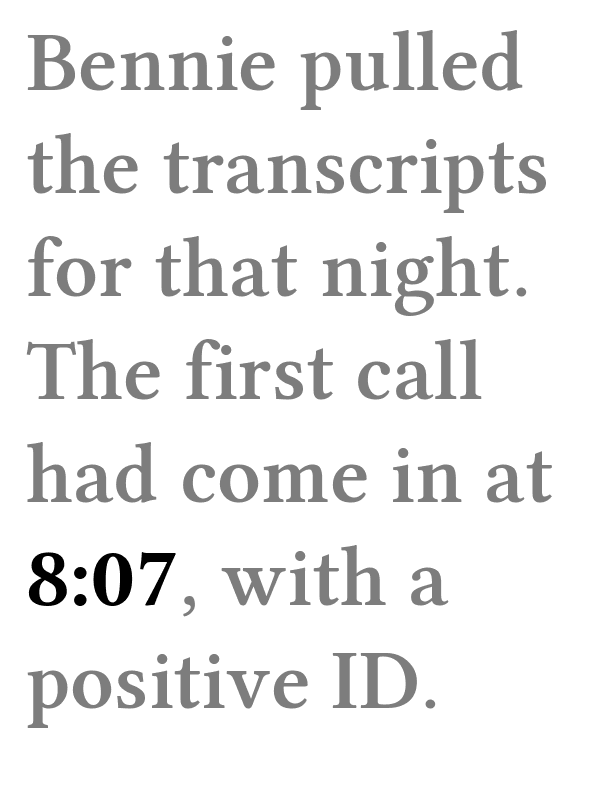 Bennie pulled
the transcripts
for that night.
The first call
had come in at
8:07, with a
positive ID.